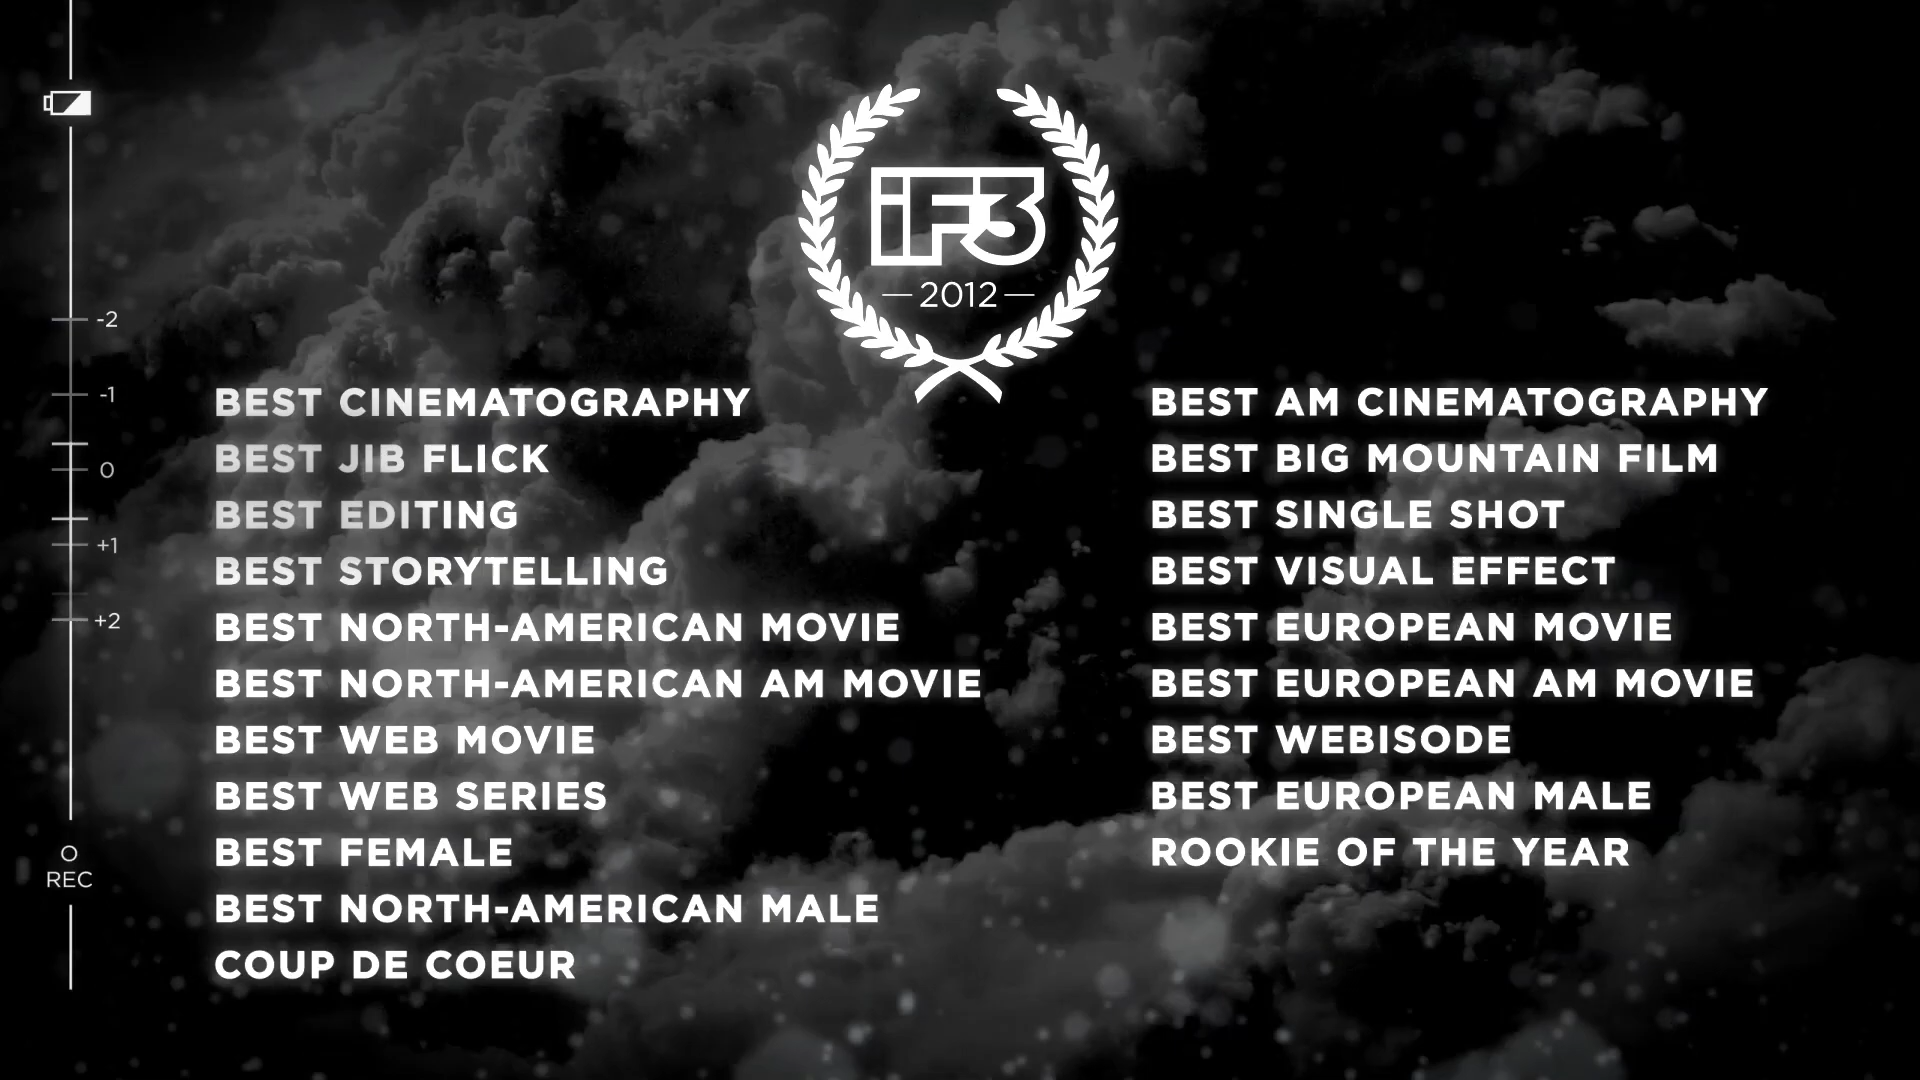 iF3
—2012—
BEST CINEMATOGRAPHY
BEST JIB FLICK
BEST EDITING
BEST STORYTELLING
BEST NORTH-AMERICAN MOVIE
BEST NORTH-AMERICAN AM MOVIE
BEST WEB MOVIE
BEST WEB SERIES
BEST FEMALE
BEST NORTH-AMERICAN MALE
COUP DE COEUR
BEST AM CINEMATOGRAPHY
BEST BIG MOUNTAIN FILM
BEST SINGLE SHOT
BEST VISUAL EFFECT
BEST EUROPEAN MOVIE
BEST EUROPEAN AM MOVIE
BEST WEBISODE
BEST EUROPEAN MALE
ROOKIE OF THE YEAR
-2
-1
0
+1
+2
REC